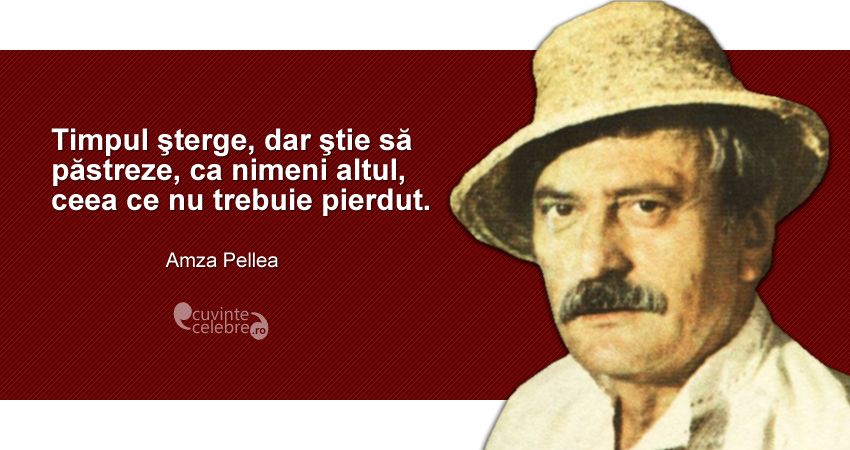 Timpul şterge, dar ştie să
păstreze, ca nimeni altul,
ceea ce nu trebuie pierdut.
Amza Pellea
cuvinte
celebre.ro